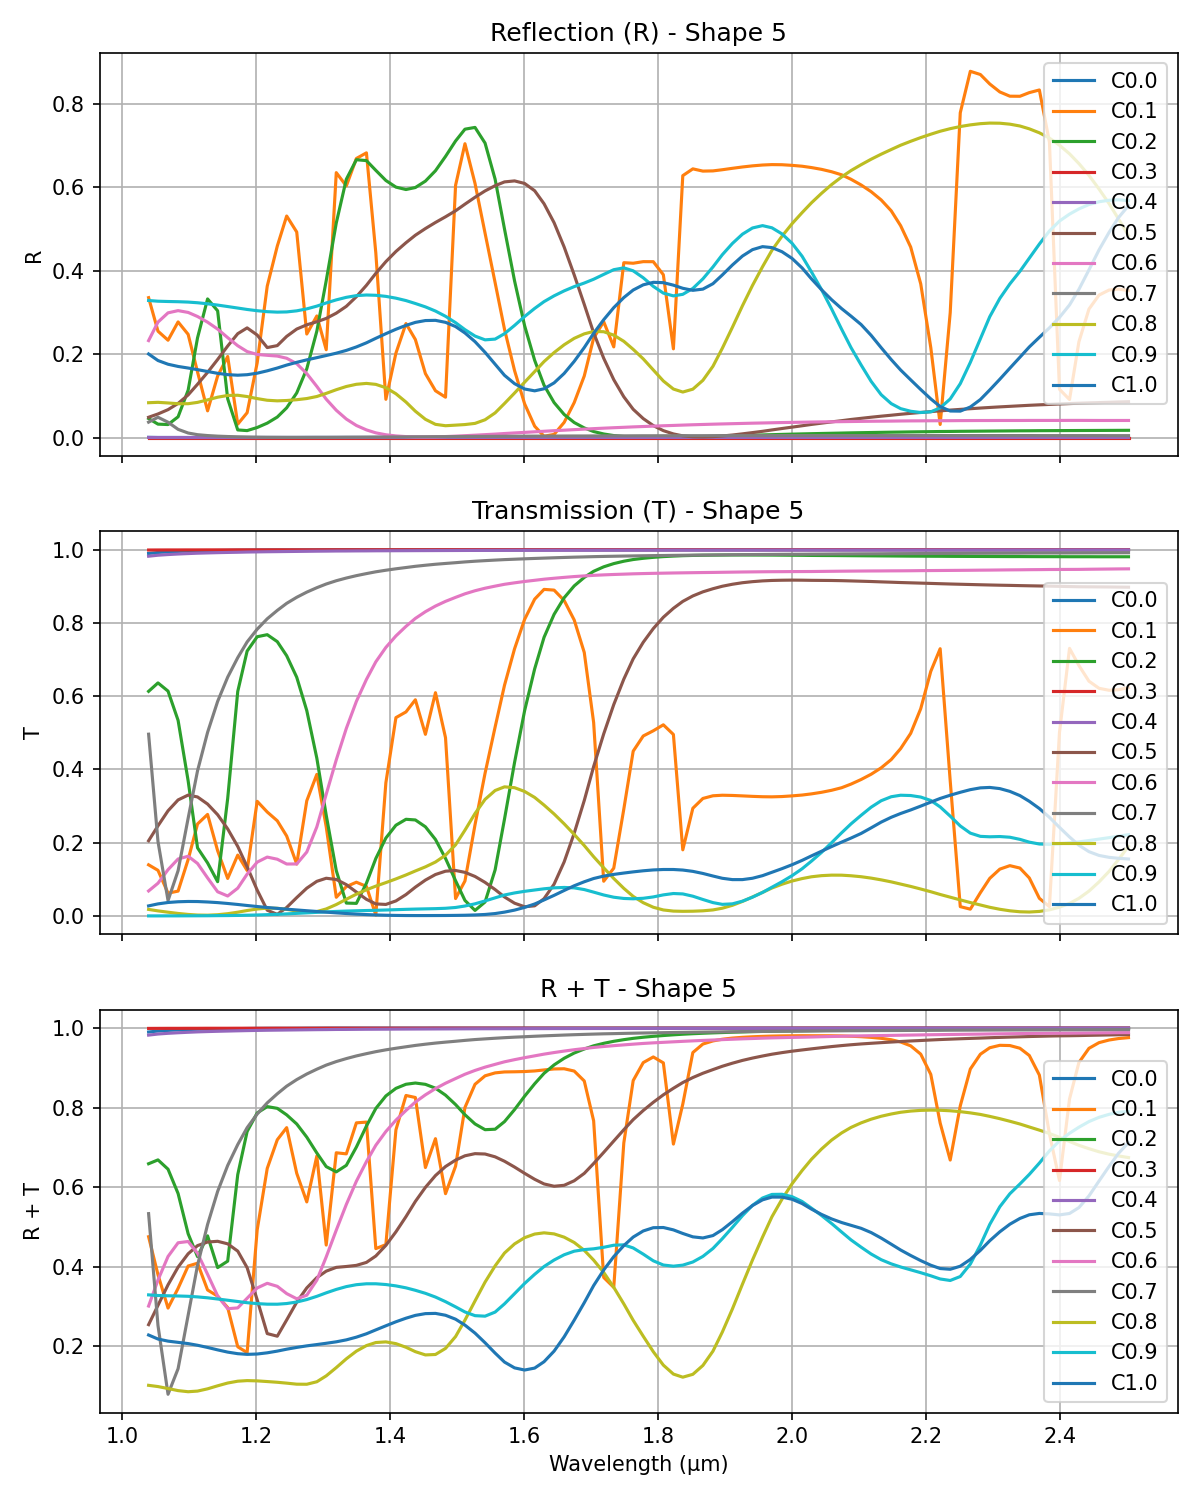 Reflection (R) - Shape 5
0.8
0.6
0.4
0.2
0.0
R
C0.0
C0.1
C0.2
C0.3
C0.4
C0.5
C0.6
C0.7
C0.8
C0.9
C1.0
Transmission (T) - Shape 5
1.0
0.8
0.6
0.4
0.2
0.0
T
C0.0
C0.1
C0.2
C0.3
C0.4
C0.5
C0.6
C0.7
C0.8
C0.9
C1.0
R + T - Shape 5
1.0
0.8
0.6
0.4
0.2
R + T
C0.0
C0.1
C0.2
C0.3
C0.4
C0.5
C0.6
C0.7
C0.8
C0.9
C1.0
1.0 1.2 1.4 1.6 1.8 2.0 2.2 2.4
Wavelength (μm)